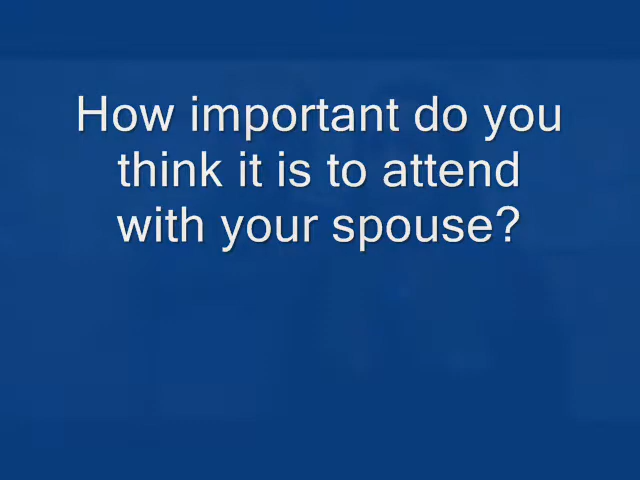 How important do you
think it is to attend
with your spouse?